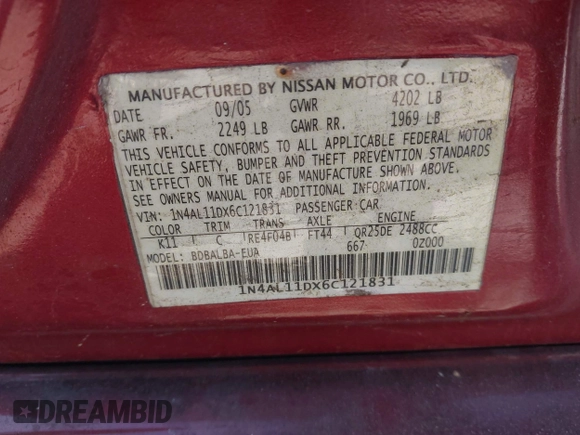 MANUFACTURED BY NISSAN MOTOR CO., LTD.
DATE 09/05 GVWR 4202 LB
GAWR FR. 2249 LB GAWR RR. 1969 LB
THIS VEHICLE CONFORMS TO ALL APPLICABLE FEDERAL MOTOR
VEHICLE SAFETY, BUMPER AND THEFT PREVENTION STANDARDS
IN EFFECT ON THE DATE OF MANUFACTURE SHOWN ABOVE.
SEE OWNERS MANUAL FOR ADDITIONAL INFORMATION.
VIN: 1N4AL11DX6C121831 PASSENGER CAR
COLOR TRIM TRANS AXLE ENGINE
K11 C RE4F04B FT44 QR25DE 2488CC
MODEL: BDBALBA-EUA 667 0Z000
1N4AL11DX6C121831
DREAMBID